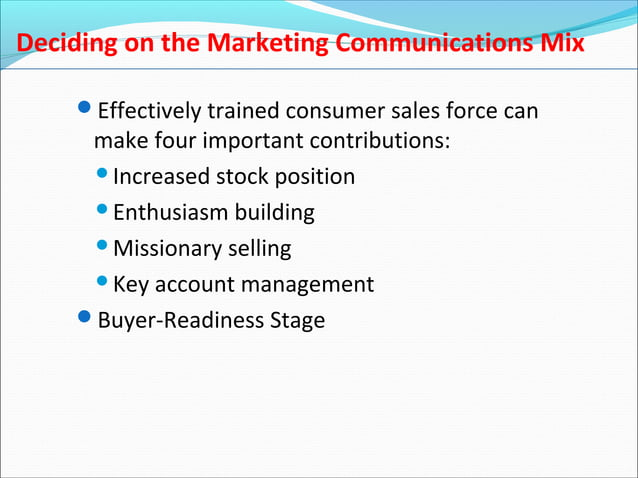 Deciding on the Marketing Communications Mix
Effectively trained consumer sales force can
make four important contributions:
Increased stock position
Enthusiasm building
Missionary selling
Key account management
Buyer-Readiness Stage